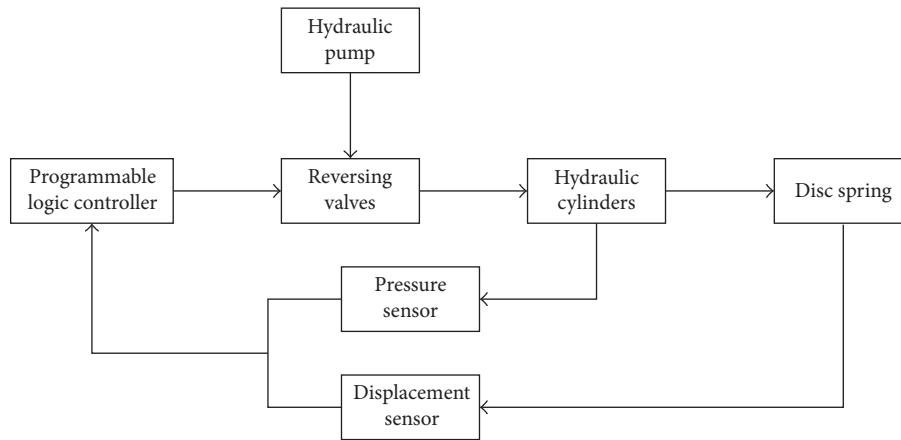 Hydraulic
pump
Programmable
logic controller
Reversing
valves
Hydraulic
cylinders
Disc spring
Pressure
sensor
Displacement
sensor